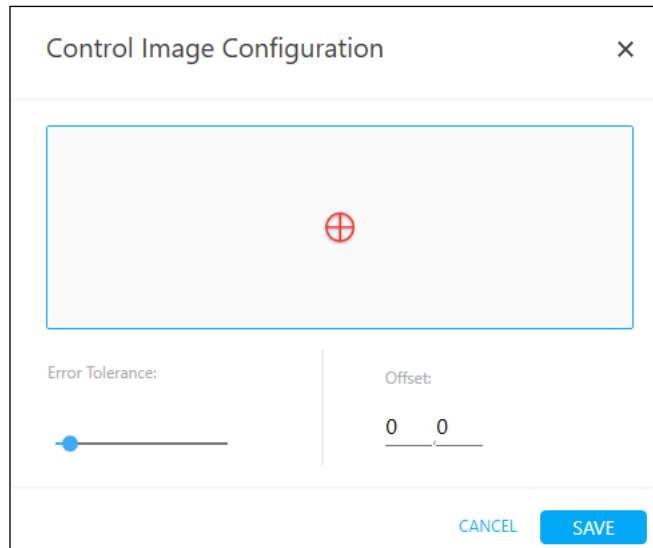 Control Image Configuration ×
Error Tolerance:
Offset:
0,0
CANCEL SAVE